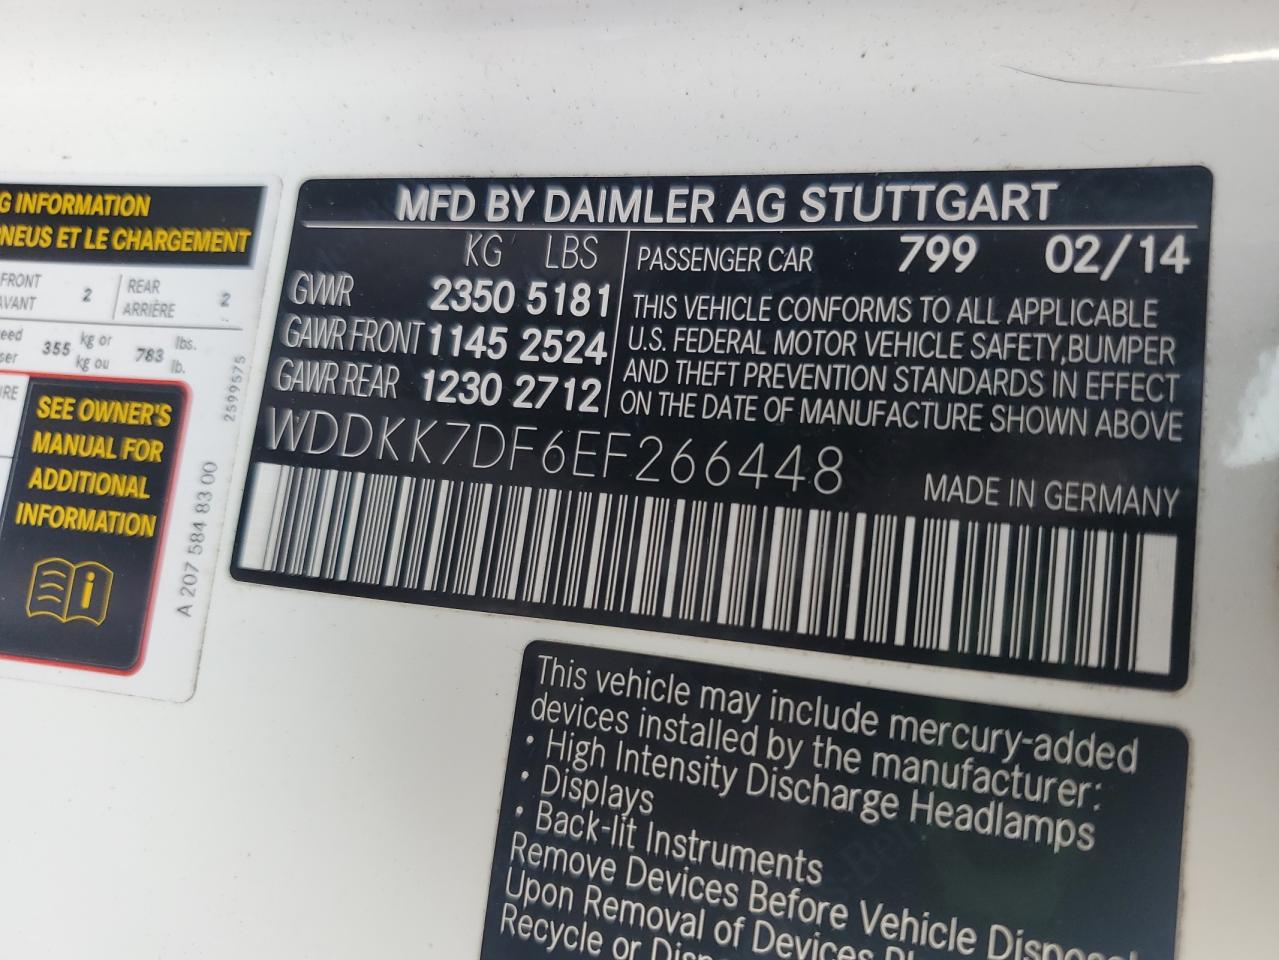 G INFORMATION
ONEUS ET LE CHARGEMENT
FRONT
AVANT
2
REAR
ARRIÈRE
2
355 kg or
kg ou
783 lbs.
lb.
SEE OWNER'S
MANUAL FOR
ADDITIONAL
INFORMATION
i
2599575
A 207 584 83 00
MFD BY DAIMLER AG STUTTGART
KG LBS
GVWR 2350 5181
GAWR FRONT 1145 2524
GAWR REAR 1230 2712
PASSENGER CAR 799 02/14
THIS VEHICLE CONFORMS TO ALL APPLICABLE
U.S. FEDERAL MOTOR VEHICLE SAFETY,BUMPER
AND THEFT PREVENTION STANDARDS IN EFFECT
ON THE DATE OF MANUFACTURE SHOWN ABOVE
WDDKK7DF6EF266448
MADE IN GERMANY
This vehicle may include mercury-added
devices installed by the manufacturer:
• High Intensity Discharge Headlamps
• Displays
• Back-lit Instruments
Remove Devices Before Vehicle Disposal
Upon Removal of Devices
Recycle or